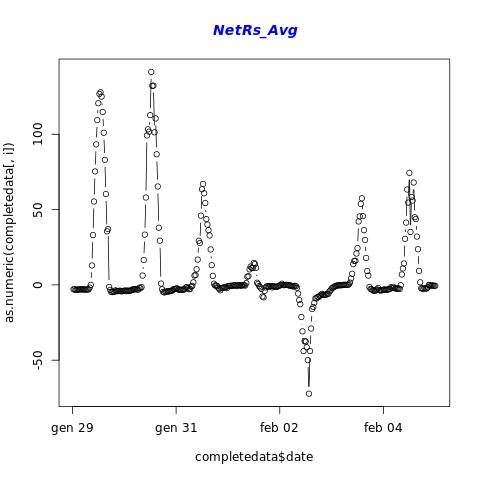 NetRs_Avg
as.numeric(completedata[, i])
100
50
0
-50
gen 29
gen 31
feb 02
feb 04
completedata$date